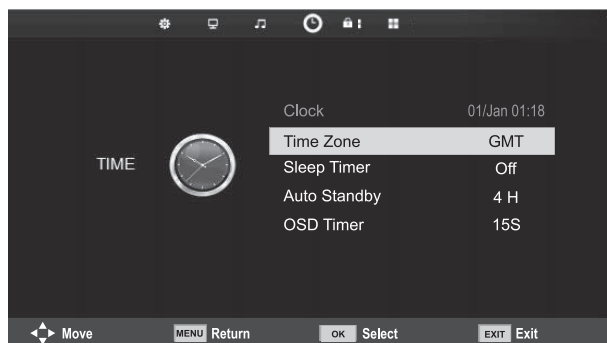 Clock 01/Jan 01:18
Time Zone GMT
TIME
Sleep Timer Off
Auto Standby 4 H
OSD Timer 15S
Move MENU Return OK Select EXIT Exit